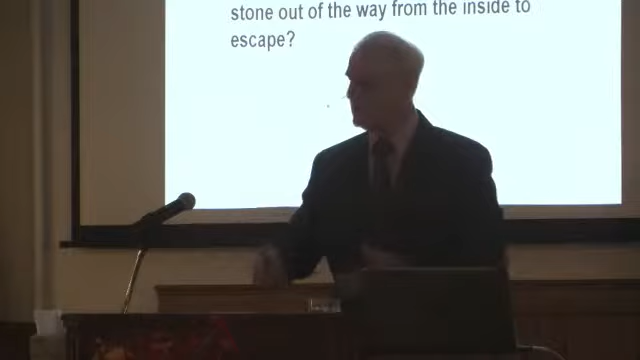 stone out of the way from the inside to
escape?